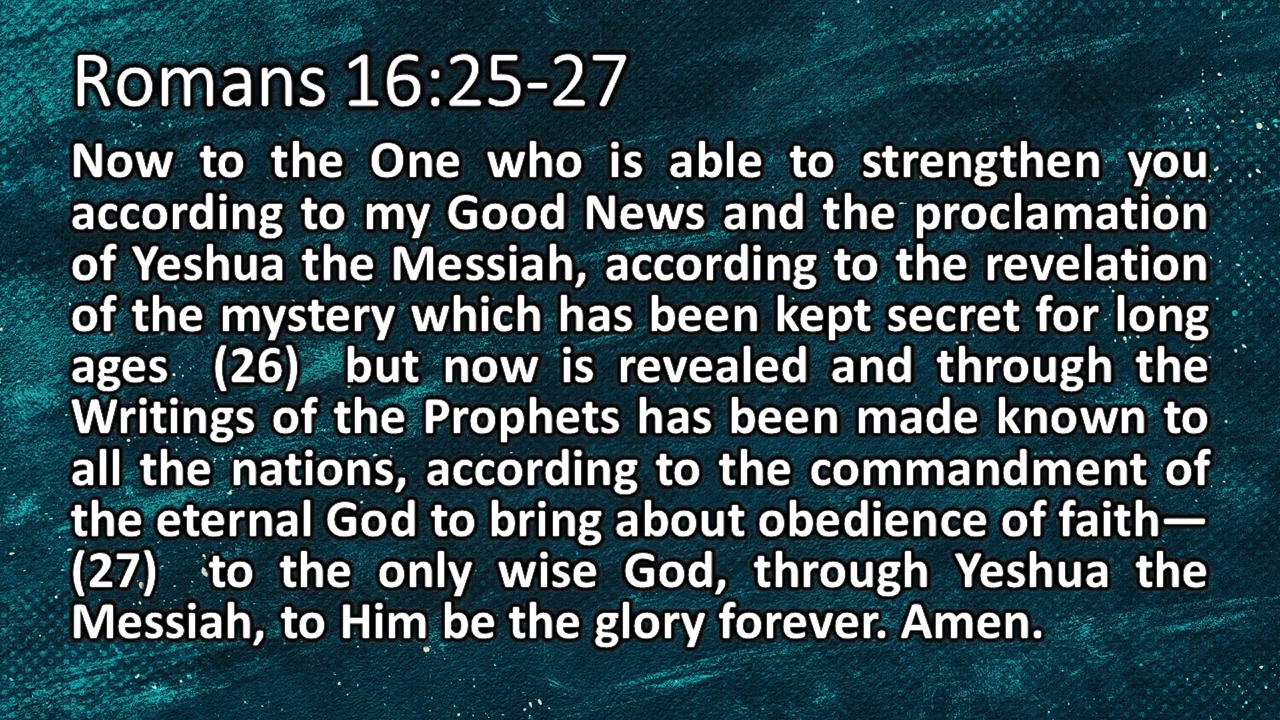 Romans 16:25-27
Now to the One who is able to strengthen you
according to my Good News and the proclamation
of Yeshua the Messiah, according to the revelation
of the mystery which has been kept secret for long
ages (26) but now is revealed and through the
Writings of the Prophets has been made known to
all the nations, according to the commandment of
the eternal God to bring about obedience of faith—
(27) to the only wise God, through Yeshua the
Messiah, to Him be the glory forever. Amen.